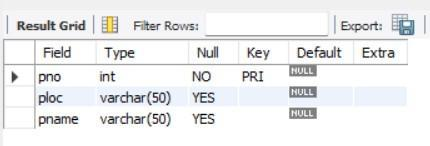 Result Grid Filter Rows: Export:
Field Type Null Key Default Extra
pno int NO PRI NULL
ploc varchar(50) YES NULL
pname varchar(50) YES NULL